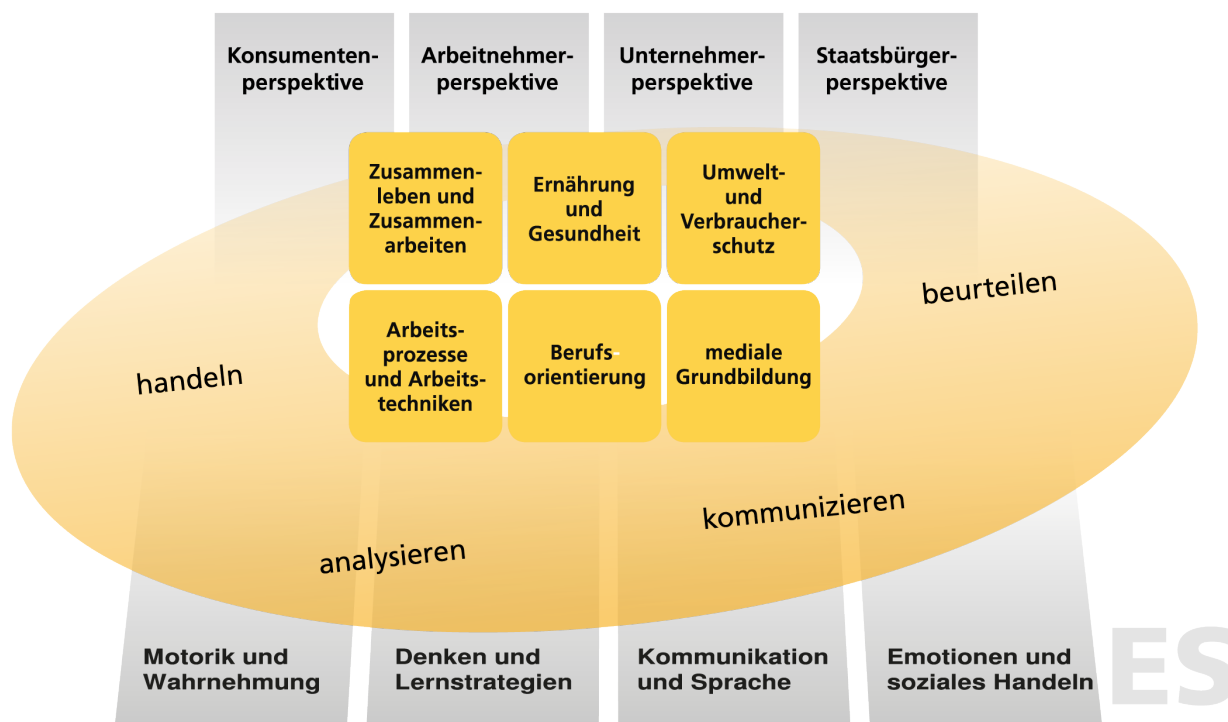 Konsumenten-
perspektive
Arbeitnehmer-
perspektive
Unternehmer-
perspektive
Staatsbürger-
perspektive
Zusammen-
leben und
Zusammen-
arbeiten
Ernährung
und
Gesundheit
Umwelt-
und
Verbraucher-
schutz
Arbeits-
prozesse
und Arbeits-
techniken
Berufs-
orientierung
mediale
Grundbildung
beurteilen
handeln
kommunizieren
analysieren
Motorik und
Wahrnehmung
Denken und
Lernstrategien
Kommunikation
und Sprache
Emotionen und
soziales Handeln
ES